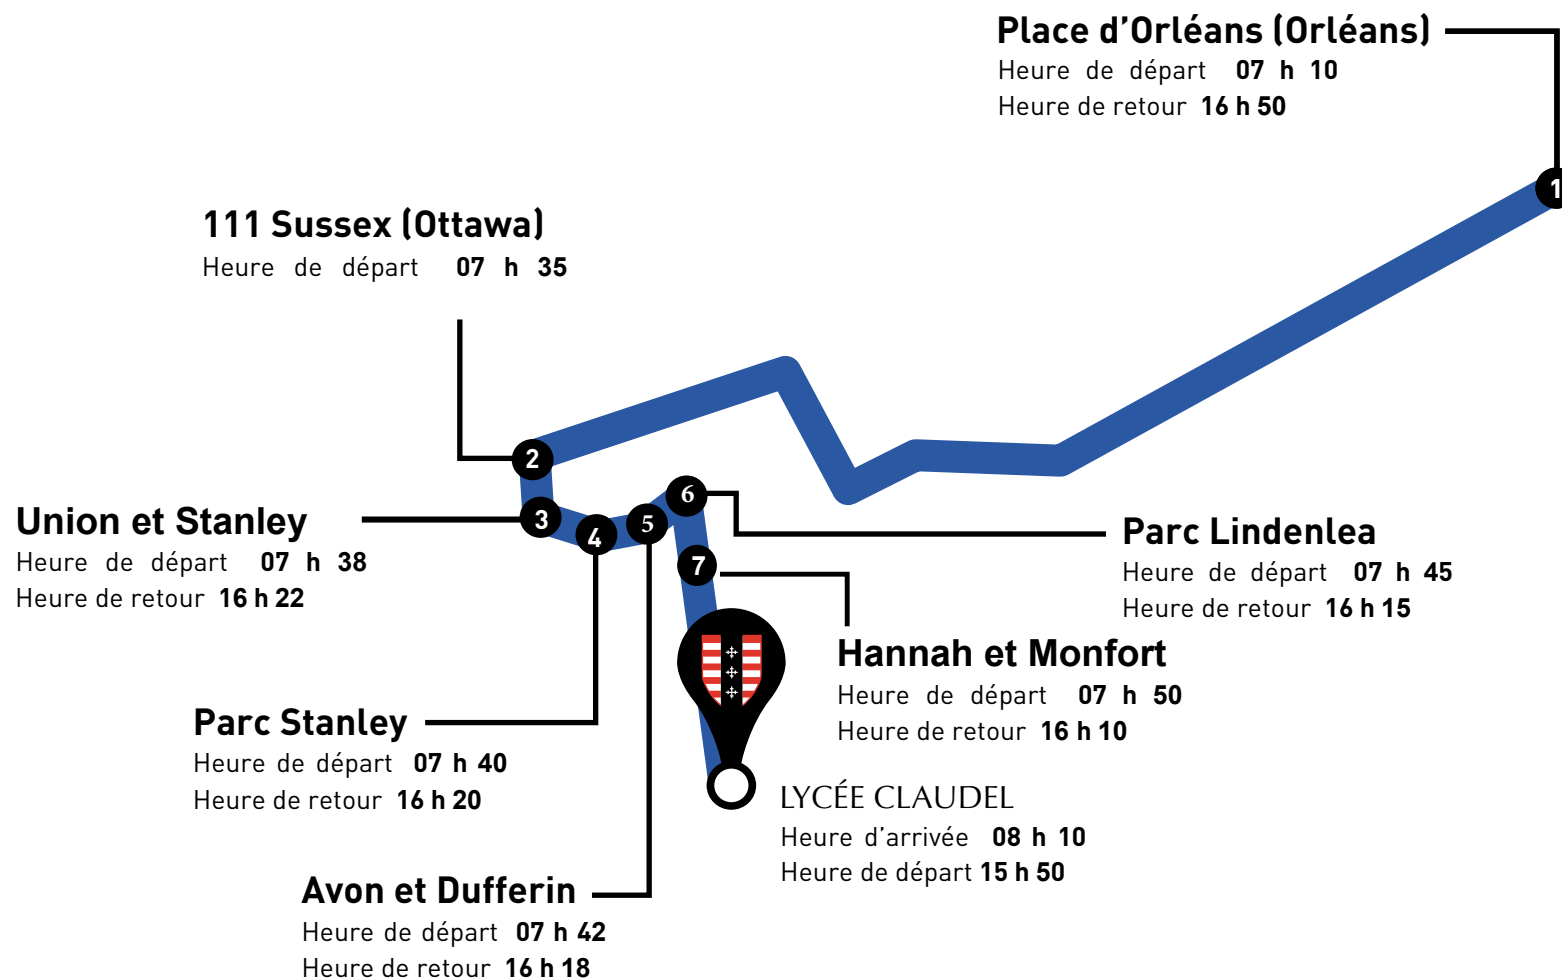 Place d'Orléans (Orléans)
Heure de départ 07 h 10
Heure de retour 16 h 50
1
111 Sussex (Ottawa)
Heure de départ 07 h 35
2
Union et Stanley
Heure de départ 07 h 38
Heure de retour 16 h 22
3
4
5
6
7
Parc Lindenlea
Heure de départ 07 h 45
Heure de retour 16 h 15
Hannah et Monfort
Heure de départ 07 h 50
Heure de retour 16 h 10
Parc Stanley
Heure de départ 07 h 40
Heure de retour 16 h 20
LYCÉE CLAUDEL
Heure d'arrivée 08 h 10
Heure de départ 15 h 50
Avon et Dufferin
Heure de départ 07 h 42
Heure de retour 16 h 18